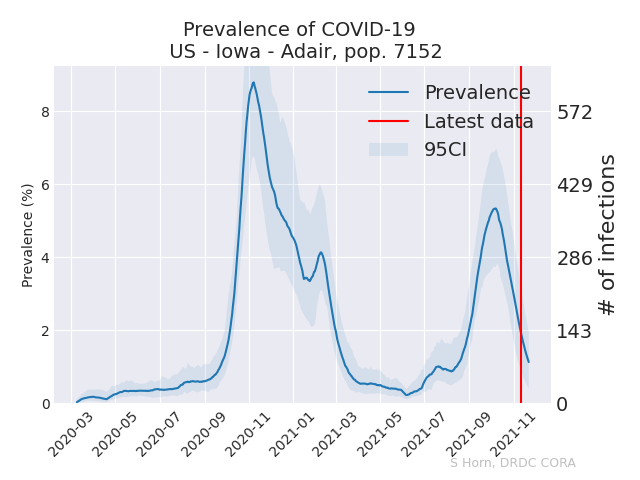 Prevalence of COVID-19
US - Iowa - Adair, pop. 7152
Prevalence
Latest data
95CI
Prevalence (%)
8
6
4
2
0
# of infections
572
429
286
143
0
2020-03
2020-05
2020-07
2020-09
2020-11
2021-01
2021-03
2021-05
2021-07
2021-09
2021-11
S Horn, DRDC CORA